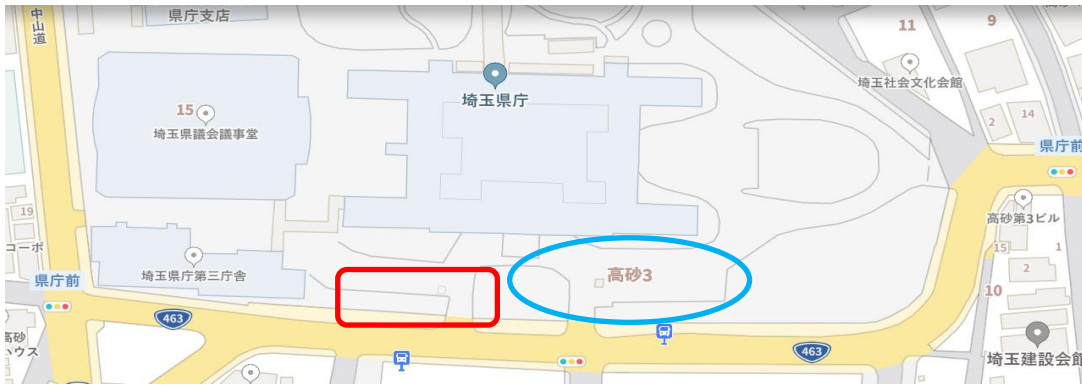 県庁支店
中山道
11
9
埼玉社会文化会館
埼玉県庁
15
埼玉県議会議事堂
2
14
県庁前
19
コーポ
高砂第3ビル
15
1
2
埼玉県庁第三庁舎
高砂3
県庁前
10
463
463
高砂
ハウス
埼玉建設会館